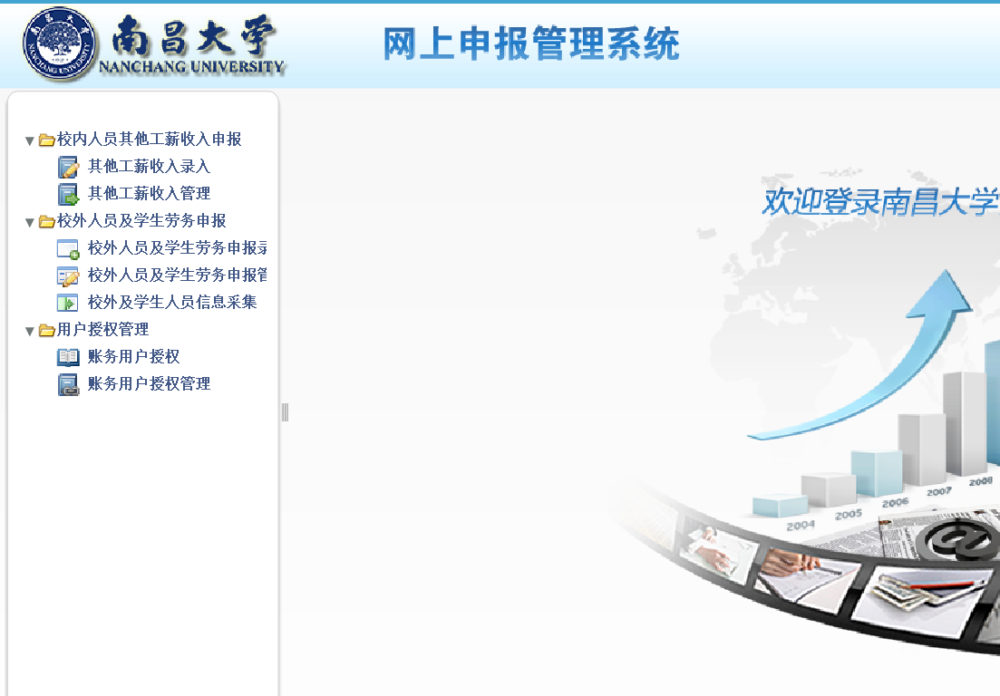 南昌大学
NANCHANG UNIVERSITY
网上申报管理系统
校内人员其他工薪收入申报
其他工薪收入录入
其他工薪收入管理
校外人员及学生劳务申报
校外人员及学生劳务申报录
校外人员及学生劳务申报管
校外及学生人员信息采集
用户授权管理
账务用户授权
账务用户授权管理
欢迎登录南昌大学
2004
2005
2006
2007
2008
@